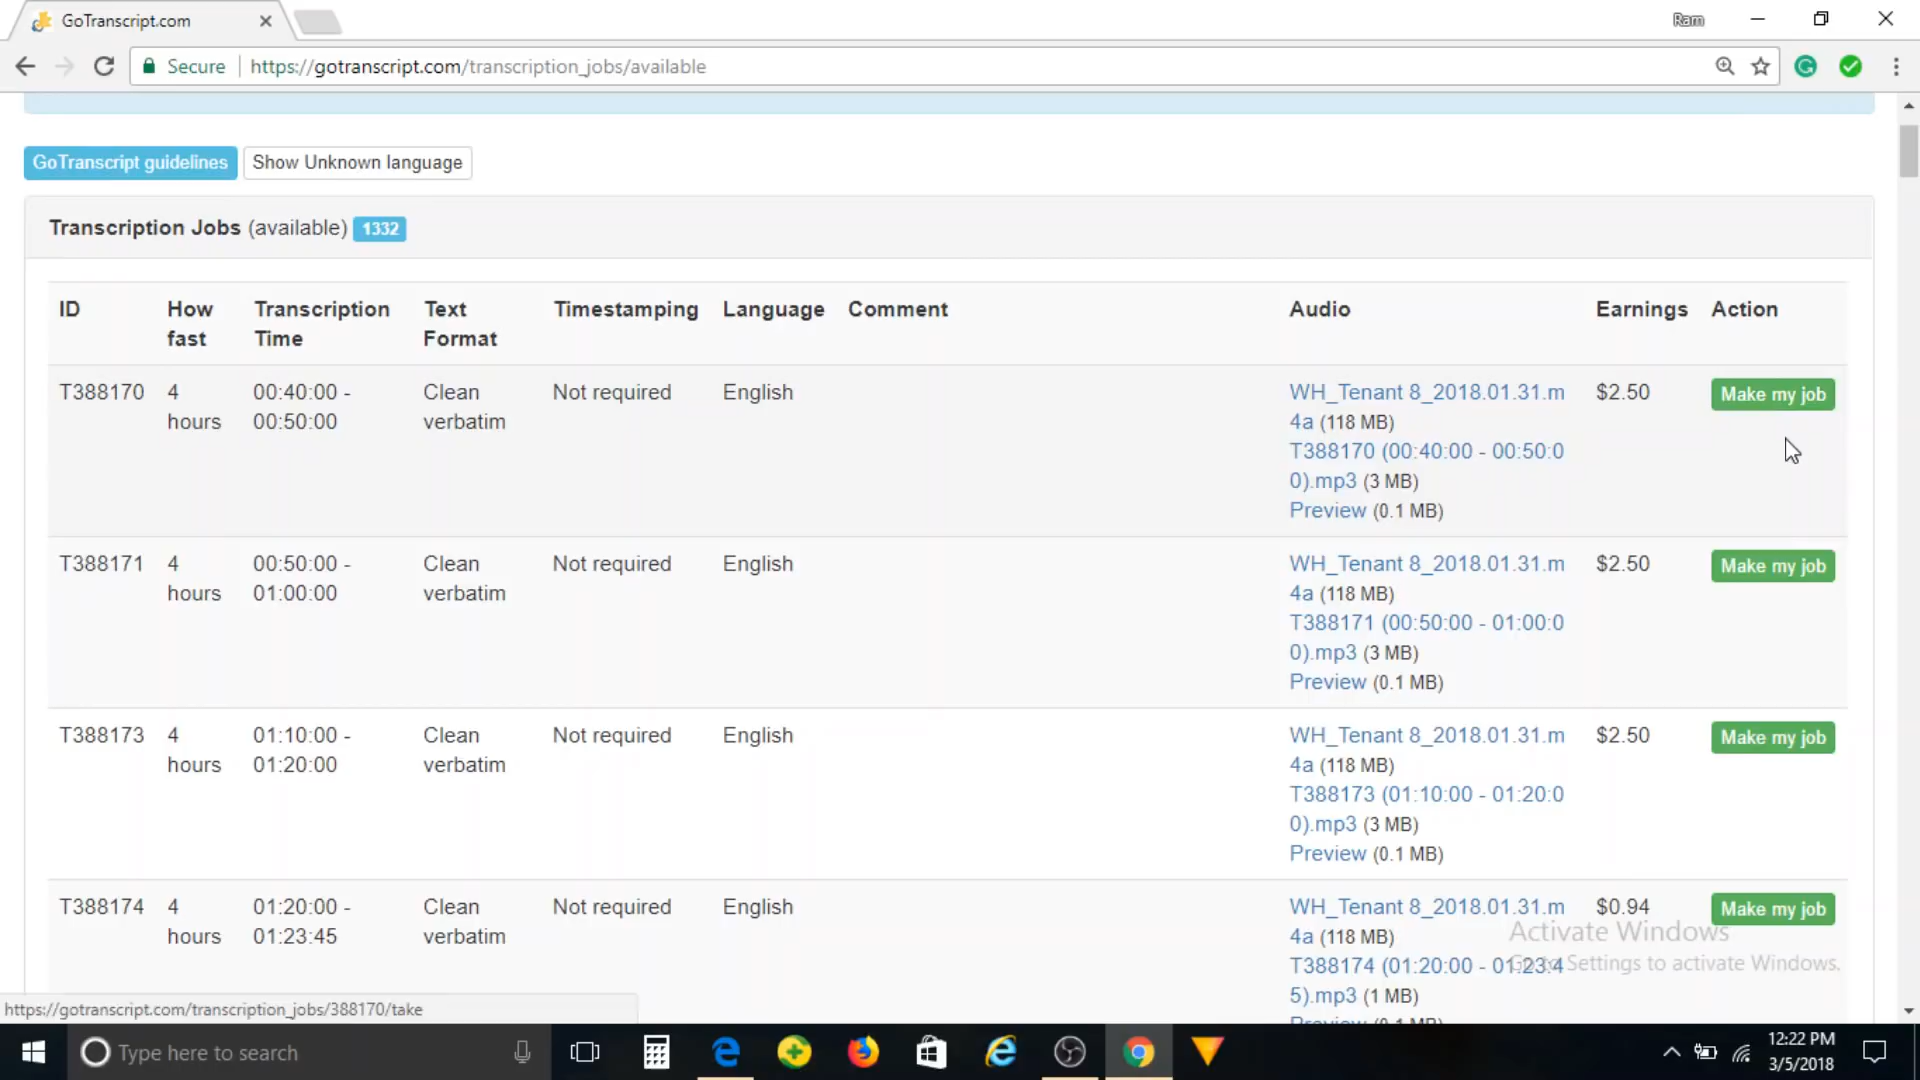 GoTranscript.com
Ram
Secure
https://gotranscript.com/transcription_jobs/available
GoTranscript guidelines
Show Unknown language
Transcription Jobs (available) 1332
ID
How
fast
Transcription
Time
Text
Format
Timestamping
Language
Comment
Audio
Earnings
Action
T388170
4
hours
00:40:00 -
00:50:00
Clean
verbatim
Not required
English
WH_Tenant 8_2018.01.31.m
4a (118 MB)
T388170 (00:40:00 - 00:50:0
0).mp3 (3 MB)
Preview (0.1 MB)
$2.50
Make my job
T388171
4
hours
00:50:00 -
01:00:00
Clean
verbatim
Not required
English
WH_Tenant 8_2018.01.31.m
4a (118 MB)
T388171 (00:50:00 - 01:00:0
0).mp3 (3 MB)
Preview (0.1 MB)
$2.50
Make my job
T388173
4
hours
01:10:00 -
01:20:00
Clean
verbatim
Not required
English
WH_Tenant 8_2018.01.31.m
4a (118 MB)
T388173 (01:10:00 - 01:20:0
0).mp3 (3 MB)
Preview (0.1 MB)
$2.50
Make my job
T388174
4
hours
01:20:00 -
01:23:45
Clean
verbatim
Not required
English
WH_Tenant 8_2018.01.31.m
4a (118 MB)
T388174 (01:20:00 - 01:23:4
5).mp3 (1 MB)
Preview (0.1 MB)
$0.94
Make my job
Activate Windows
Go to Settings to activate Windows.
https://gotranscript.com/transcription_jobs/388170/take
Type here to search
12:22 PM
3/5/2018